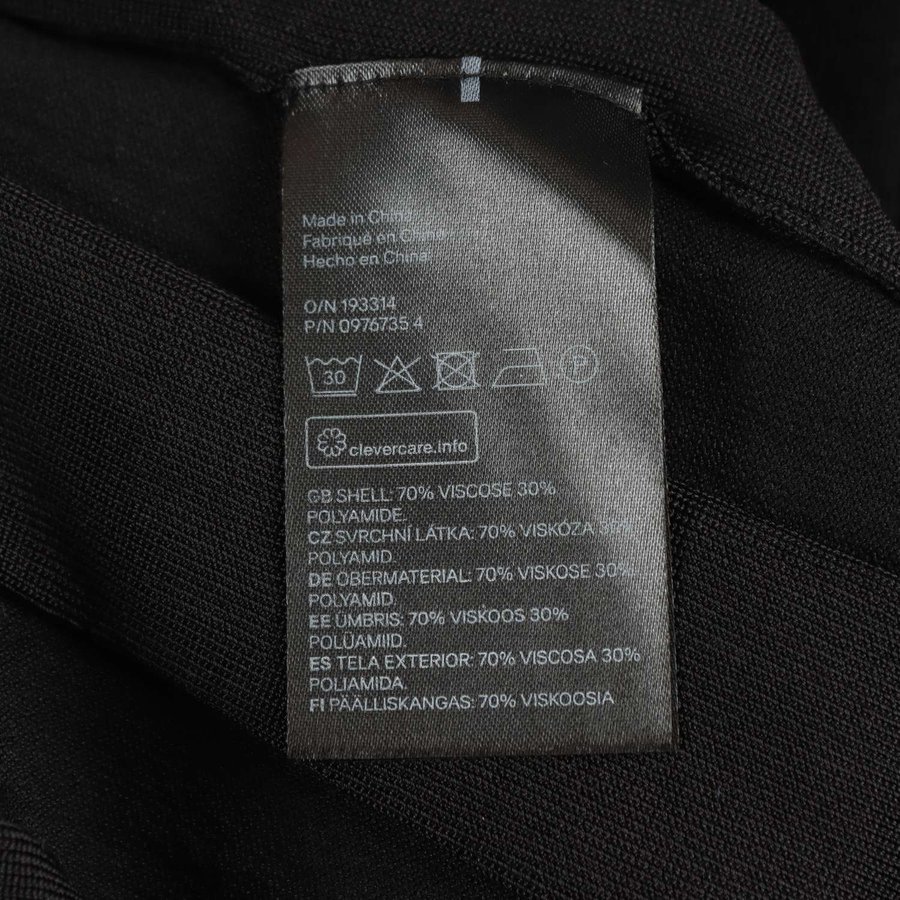 Made in China
Fabriqué en Chine
Hecho en China
O/N 193314
P/N 0976735 4
30
P
clevercare.info
GB SHELL: 70% VISCOSE 30%
POLYAMIDE.
CZ SVRCHNÍ LÁTKA: 70% VISKÓZA 30%
POLYAMID.
DE OBERMATERIAL: 70% VISKOSE 30%
POLYAMID.
EE UMBRIS: 70% VISKOOS 30%
POLÜAMIID.
ES TELA EXTERIOR: 70% VISCOSA 30%
POLIAMIDA.
FI PÄÄLLISKANGAS: 70% VISKOOSIA